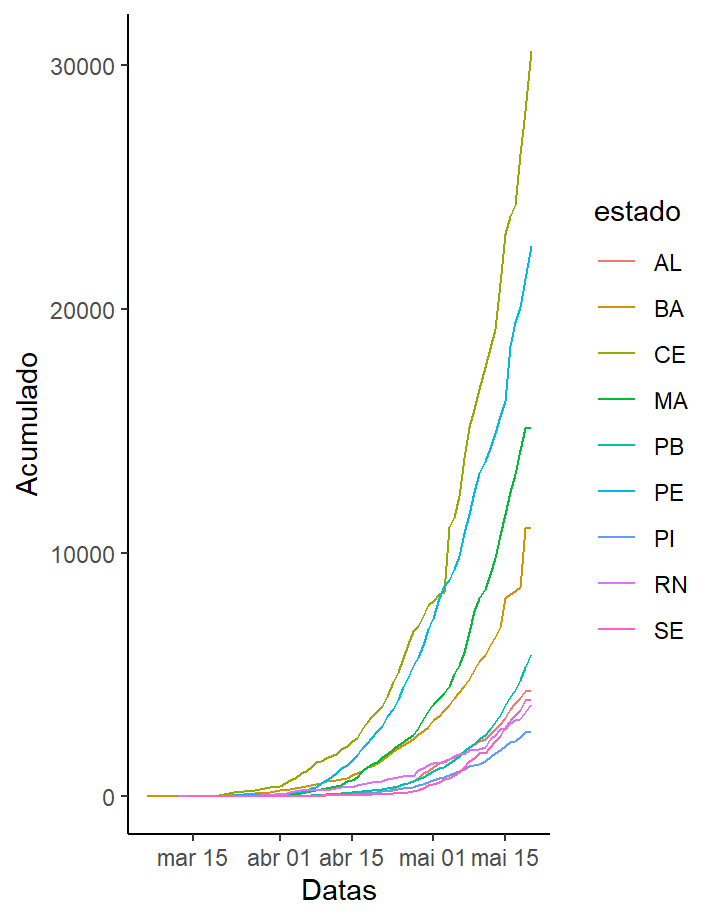 Acumulado
30000
20000
10000
0
mar 15 abr 01 abr 15 mai 01 mai 15
Datas
estado
AL
BA
CE
MA
PB
PE
PI
RN
SE